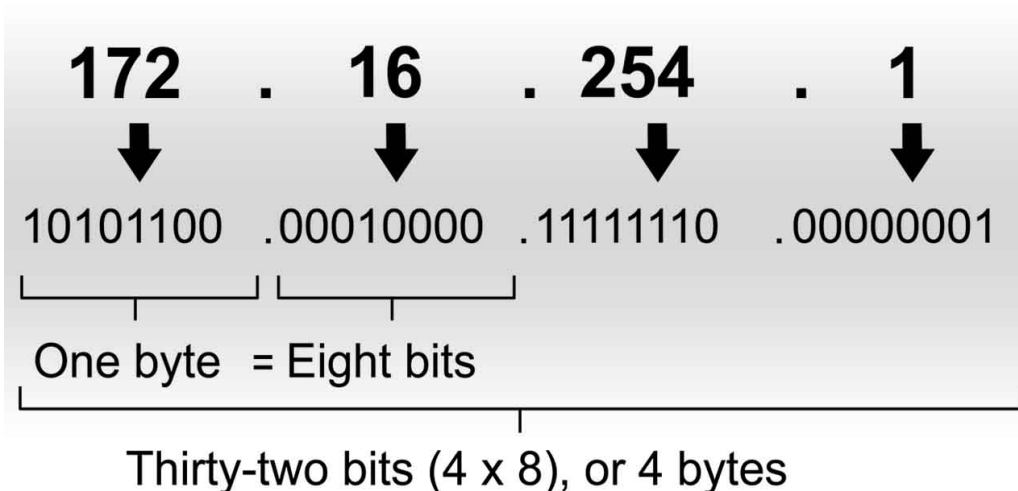 172 . 16 . 254 . 1
10101100 .00010000 .11111110 .00000001
One byte = Eight bits
Thirty-two bits (4 x 8), or 4 bytes